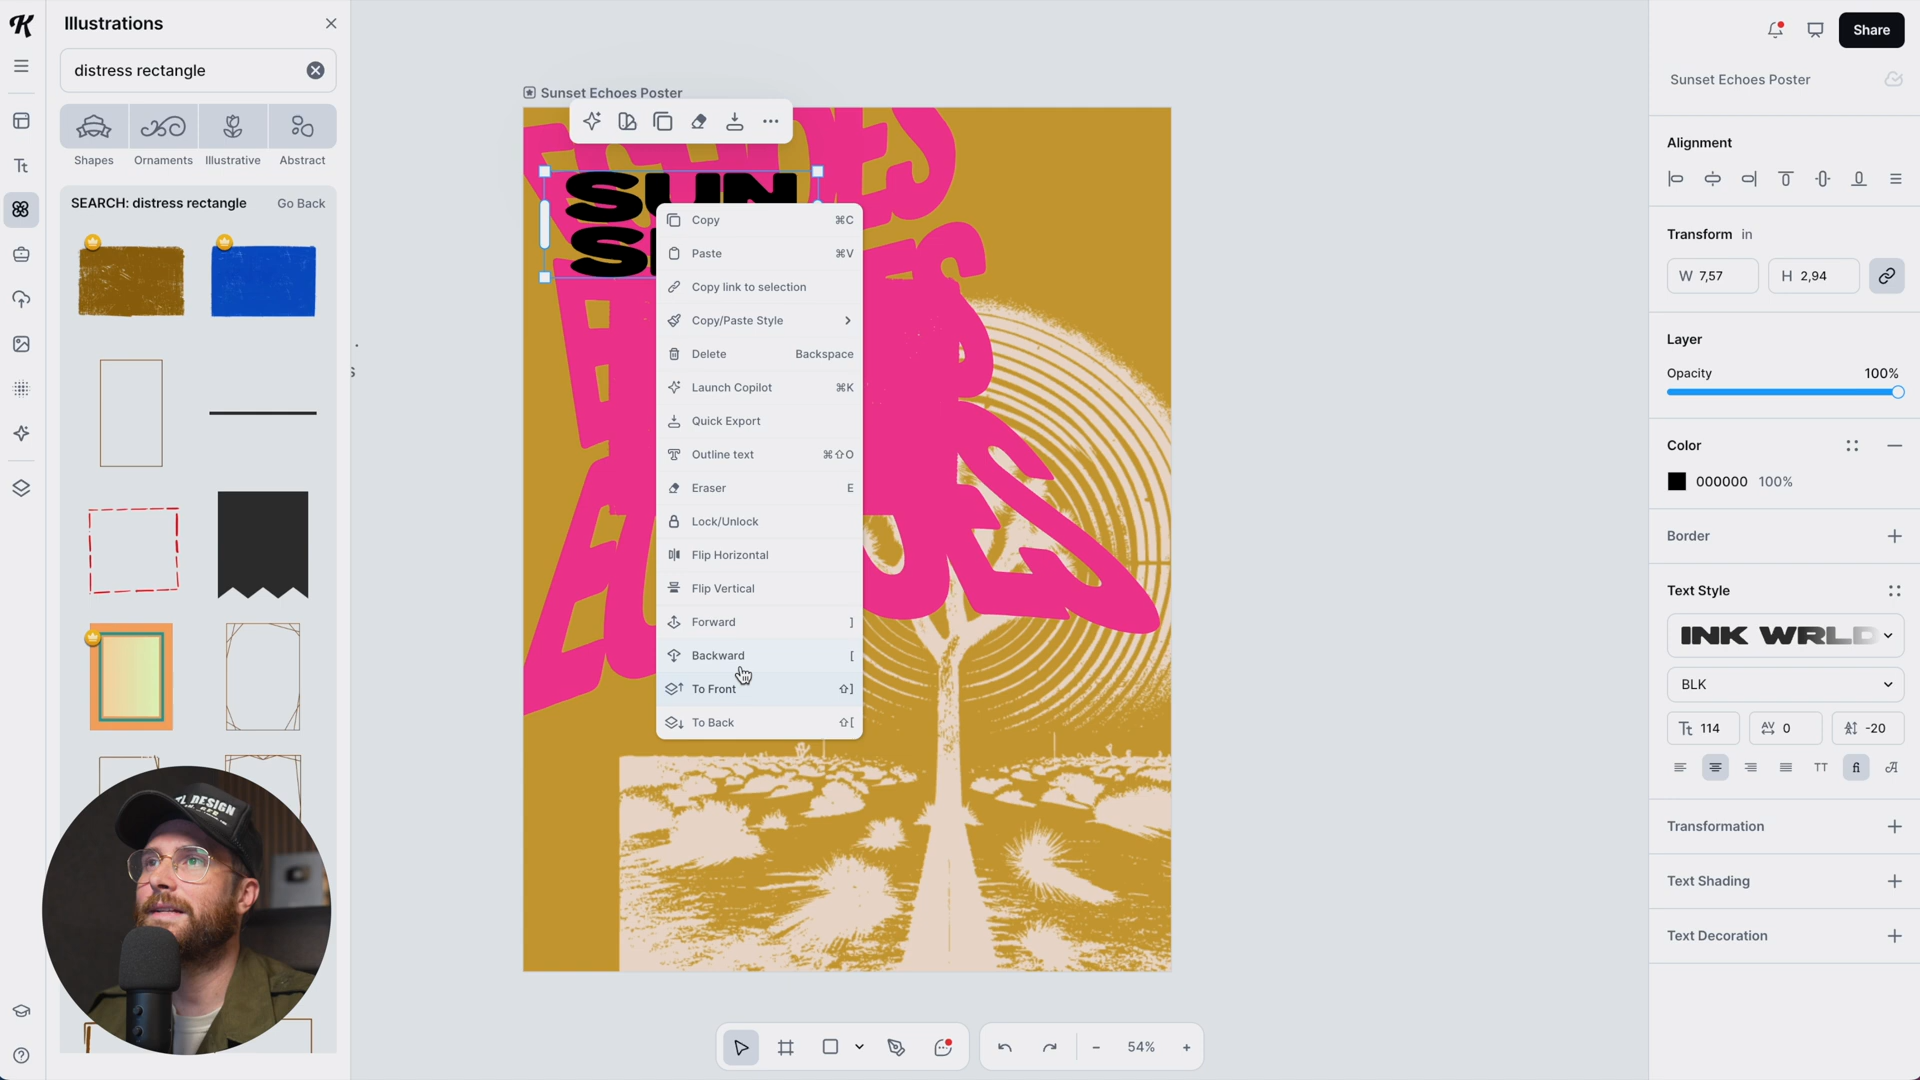 Illustrations
distress rectangle
Shapes
Ornaments
Illustrative
Abstract
SEARCH: distress rectangle
Go Back
Sunset Echoes Poster
SUN
Copy
⌘C
Paste
⌘V
Copy link to selection
Copy/Paste Style
Delete
Backspace
Launch Copilot
⌘K
Quick Export
Outline text
⌘⇧O
Eraser
E
Lock/Unlock
Flip Horizontal
Flip Vertical
Forward
]
Backward
[
To Front
⇧]
To Back
⇧[
54%
Share
Sunset Echoes Poster
Alignment
Transform in
W 7,57
H 2,94
Layer
Opacity
100%
Color
000000 100%
Border
Text Style
INK WRLD
BLK
Tt 114
AV 0
-20
TT
fi
Transformation
Text Shading
Text Decoration